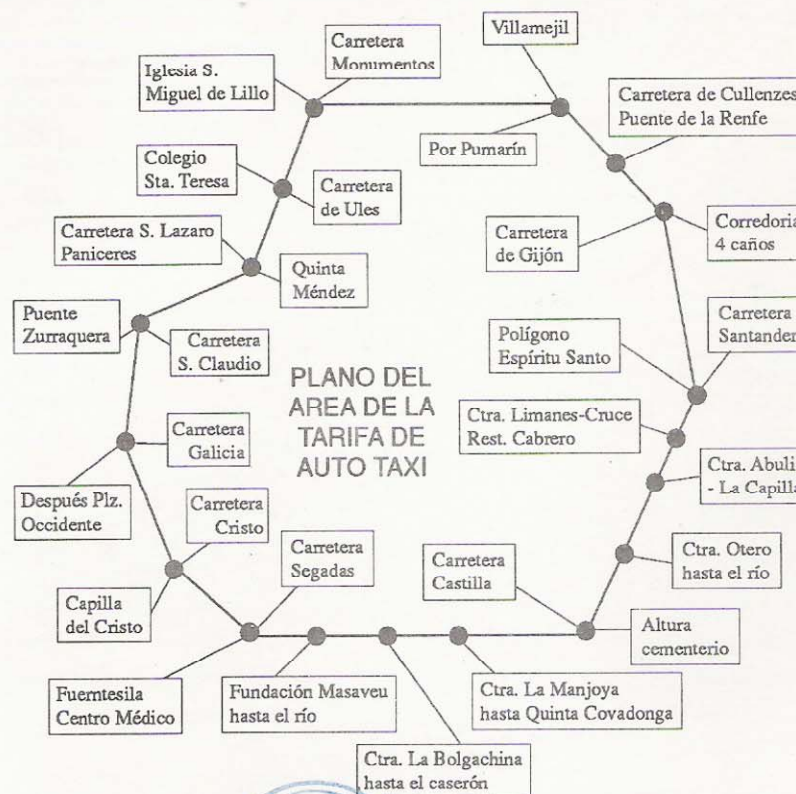 Villamejil
Carretera
Monumentos
Iglesia S.
Miguel de Lillo
Carretera de Cullenzes
Puente de la Renfe
Por Pumarín
Colegio
Sta. Teresa
Carretera
de Ules
Carretera S. Lazaro
Paniceres
Carretera
de Gijón
Corredoria
4 caños
Quinta
Méndez
Puente
Zurraquera
Carretera
S. Claudio
Polígono
Espíritu Santo
Carretera
Santander
PLANO DEL
AREA DE LA
TARIFA DE
AUTO TAXI
Ctra. Limanes-Cruce
Rest. Cabrero
Carretera
Galicia
Ctra. Abuli
- La Capilla
Después Plz.
Occidente
Carretera
Cristo
Carretera
Segadas
Carretera
Castilla
Ctra. Otero
hasta el río
Capilla
del Cristo
Altura
cementerio
Fuerntesila
Centro Médico
Fundación Masaveu
hasta el río
Ctra. La Manjoya
hasta Quinta Covadonga
Ctra. La Bolgachina
hasta el caserón